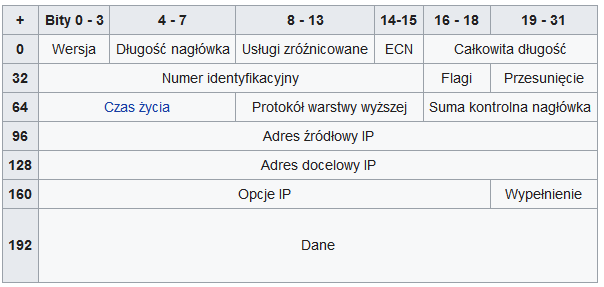 + Bity 0 - 3 4 - 7 8 - 13 14-15 16 - 18 19 - 31
0 Wersja Długość nagłówka Usługi zróżnicowane ECN Całkowita długość
32 Numer identyfikacyjny Flagi Przesunięcie
64 Czas życia Protokół warstwy wyższej Suma kontrolna nagłówka
96 Adres źródłowy IP
128 Adres docelowy IP
160 Opcje IP Wypełnienie
192 Dane